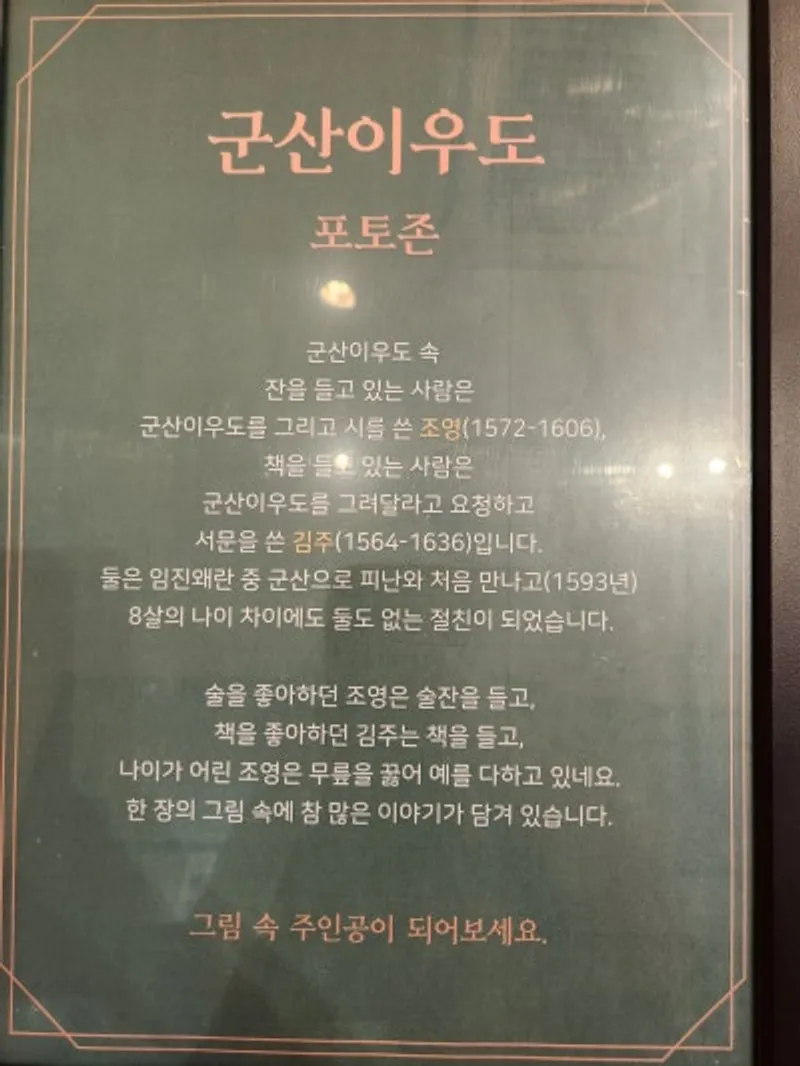 군산이우도
포토존
군산이우도 속
잔을 들고 있는 사람은
군산이우도를 그리고 시를 쓴 조영(1572-1606),
책을 들고 있는 사람은
군산이우도를 그려달라고 요청하고
서문을 쓴 김주(1564-1636)입니다.
둘은 임진왜란 중 군산으로 피난와 처음 만나고(1593년)
8살의 나이 차이에도 둘도 없는 절친이 되었습니다.
술을 좋아하던 조영은 술잔을 들고,
책을 좋아하던 김주는 책을 들고,
나이가 어린 조영은 무릎을 꿇어 예를 다하고 있네요.
한 장의 그림 속에 참 많은 이야기가 담겨 있습니다.
그림 속 주인공이 되어보세요.